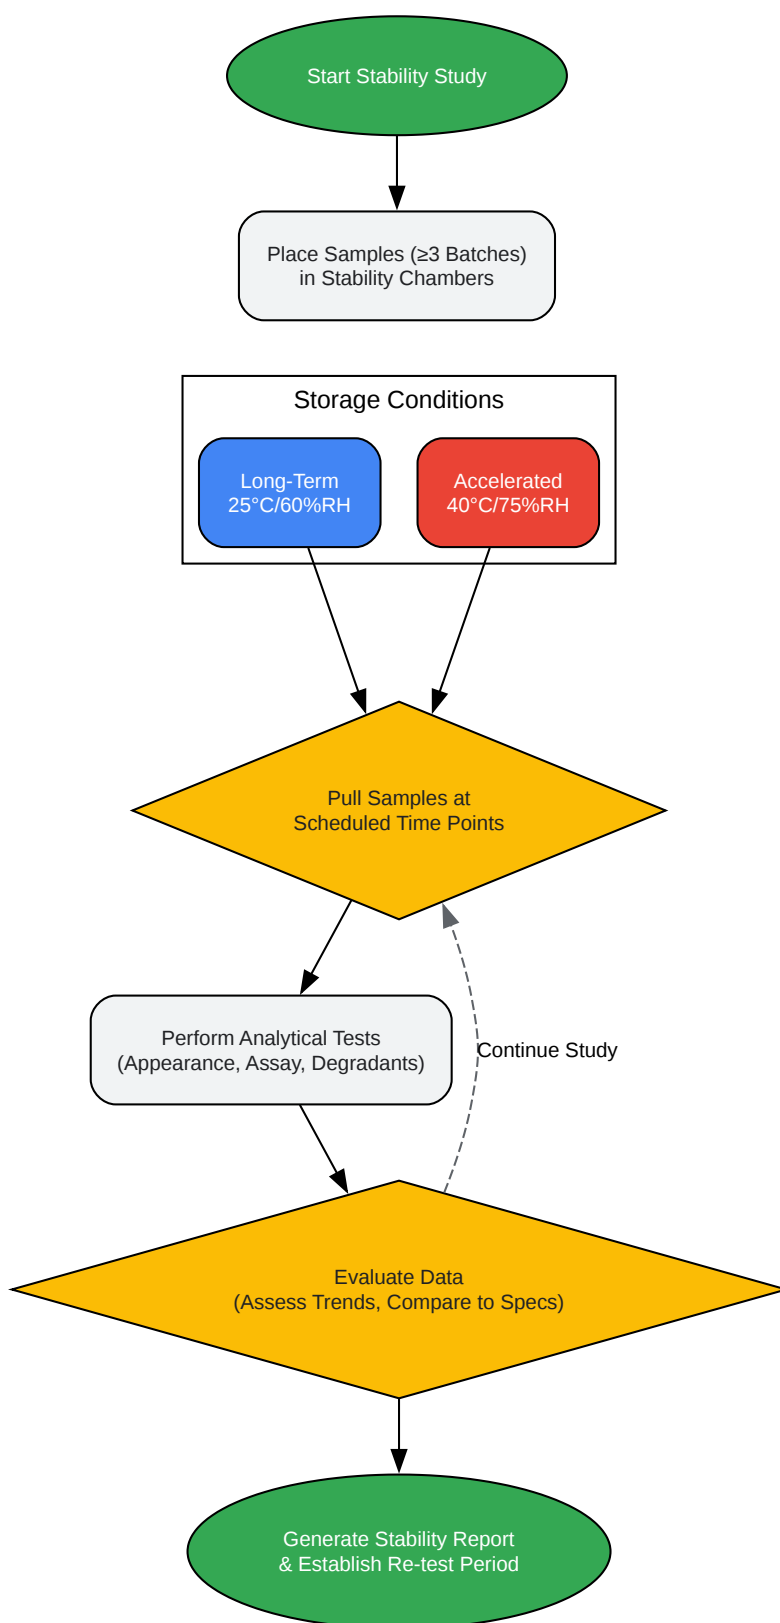 Start Stability Study
Place Samples (≥3 Batches)
in Stability Chambers
Storage Conditions
Long-Term
25°C/60%RH
Accelerated
40°C/75%RH
Pull Samples at
Scheduled Time Points
Perform Analytical Tests
(Appearance, Assay, Degradants)
Continue Study
Evaluate Data
(Assess Trends, Compare to Specs)
Generate Stability Report
& Establish Re-test Period